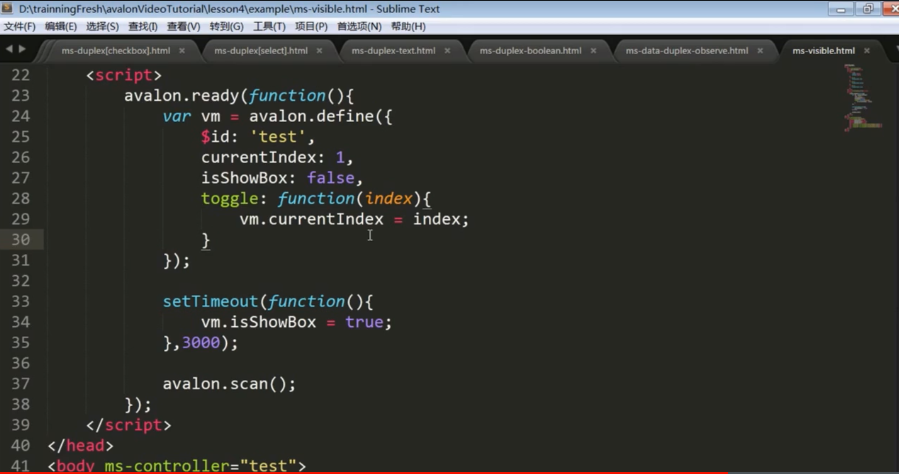 D:\trainningFresh\avalonVideoTutorial\lesson4\example\ms-visible.html - Sublime Text
文件(F) 编辑(E) 选择(S) 查找(I) 查看(V) 转到(G) 工具(T) 项目(P) 首选项(N) 帮助(H)
ms-duplex[checkbox].html × ms-duplex[select].html × ms-duplex-text.html × ms-duplex-boolean.html × ms-data-duplex-observe.html × ms-visible.html ×
22 <script>
23 avalon.ready(function(){
24 var vm = avalon.define({
25 $id: 'test',
26 currentIndex: 1,
27 isShowBox: false,
28 toggle: function(index){
29 vm.currentIndex = index;
30 }
31 });
32
33 setTimeout(function(){
34 vm.isShowBox = true;
35 },3000);
36
37 avalon.scan();
38 });
39 </script>
40 </head>
41 <body ms-controller="test">